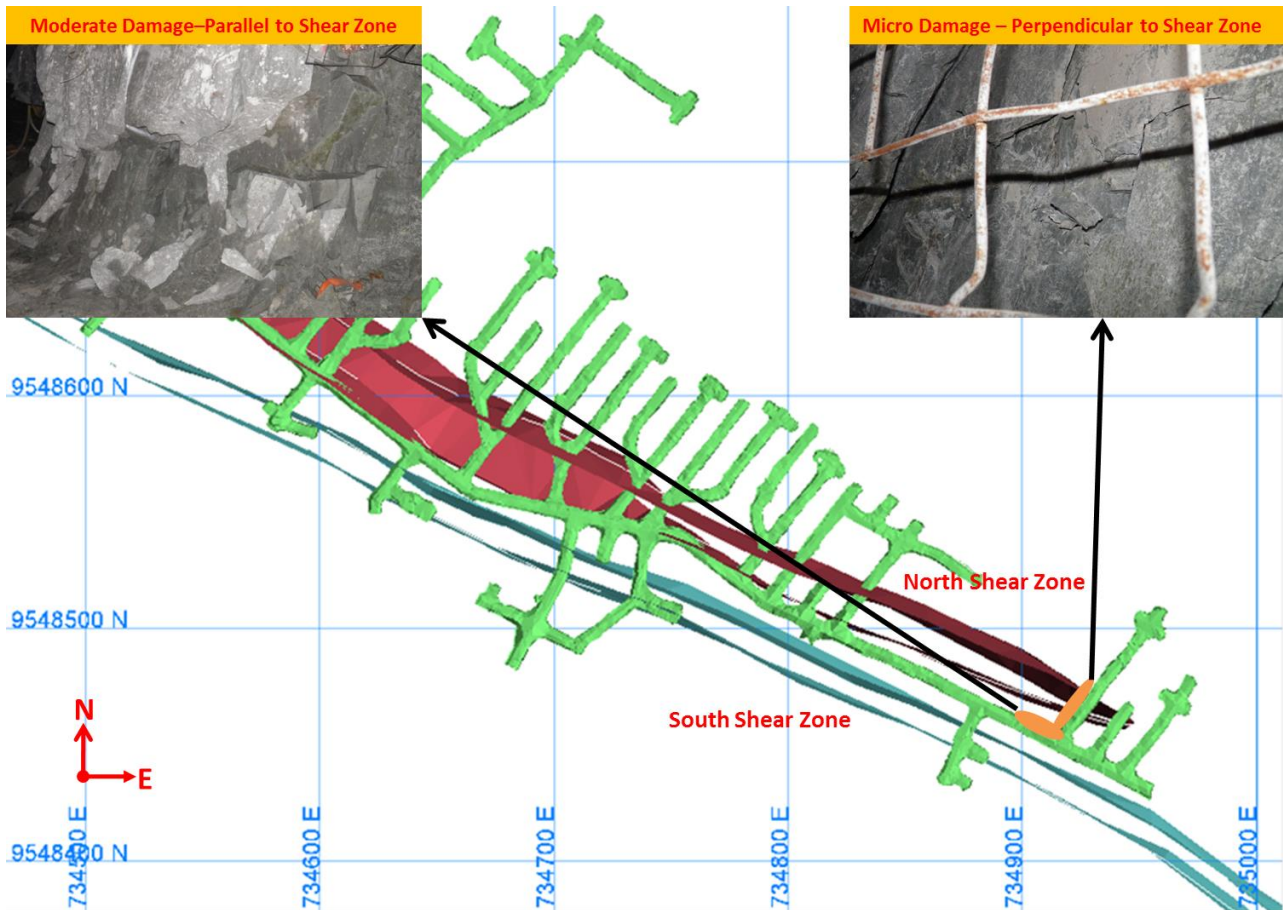 Moderate Damage–Parallel to Shear Zone
Micro Damage – Perpendicular to Shear Zone
9548600 N
North Shear Zone
9548500 N
South Shear Zone
N
E
9548400 N
734500 E
734600 E
734700 E
734800 E
734900 E
735000 E